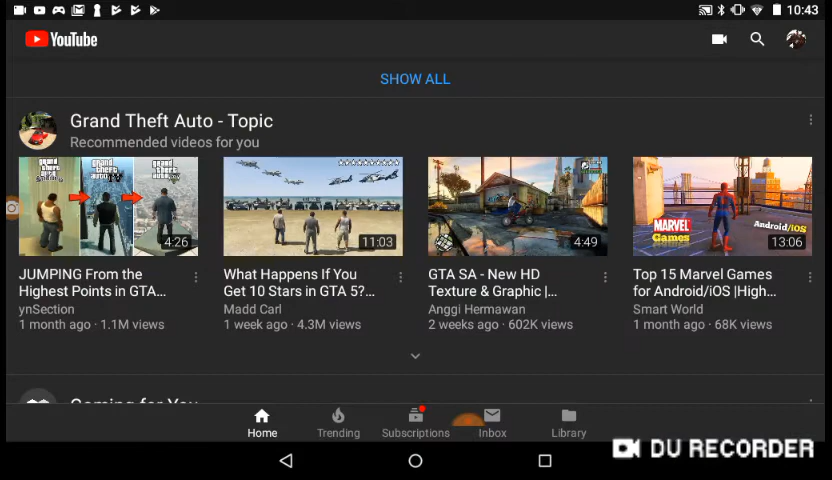 10:43
YouTube
SHOW ALL
Grand Theft Auto - Topic
Recommended videos for you
4:26
11:03
4:49
MARVEL
Games
Android/iOS
13:06
JUMPING From the
Highest Points in GTA...
ynSection
1 month ago · 1.1M views
What Happens If You
Get 10 Stars in GTA 5?...
Madd Carl
1 week ago · 4.3M views
GTA SA - New HD
Texture & Graphic |...
Anggi Hermawan
2 weeks ago · 602K views
Top 15 Marvel Games
for Android/iOS |High...
Smart World
1 month ago · 68K views
Gaming for You
Home
Trending
Subscriptions
Inbox
Library
DU RECORDER